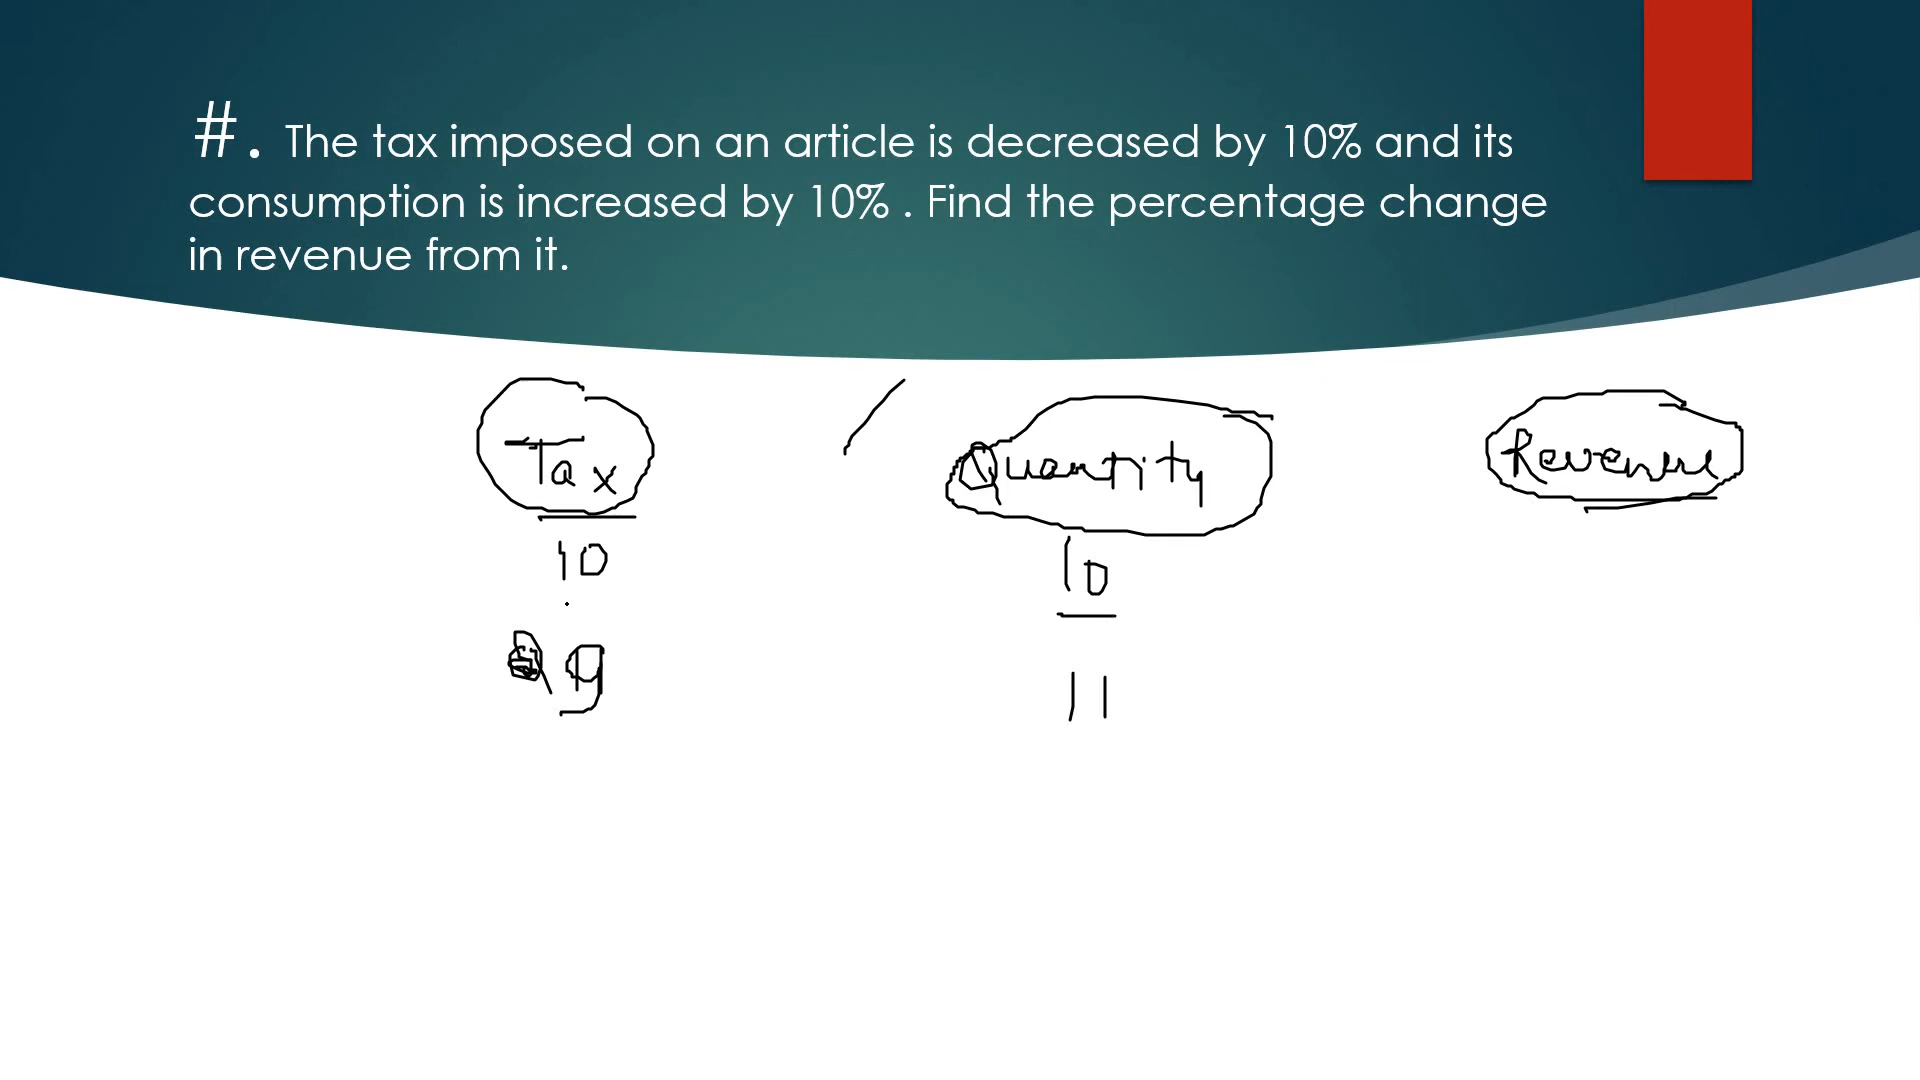 #. The tax imposed on an article is decreased by 10% and its
consumption is increased by 10% . Find the percentage change
in revenue from it.
Tax Quantity Revenue
10 10
9 11